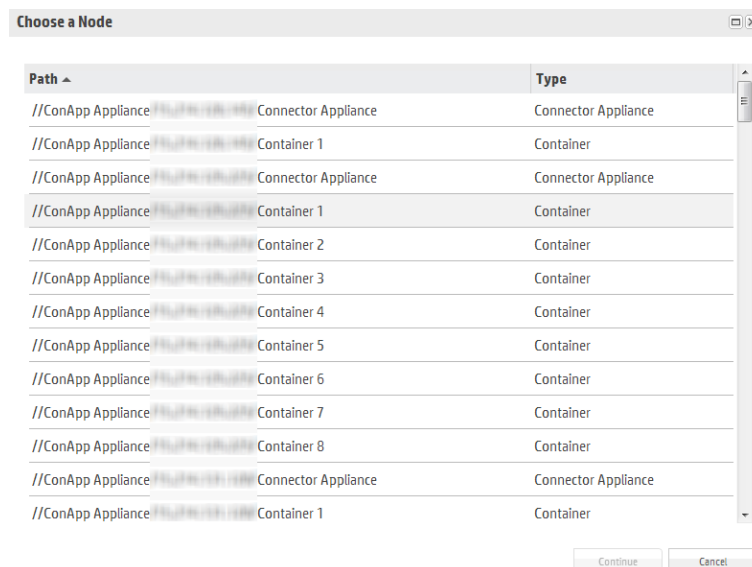 Choose a Node
Path Type
//ConApp Appliance Connector Appliance Connector Appliance
//ConApp Appliance Container 1 Container
//ConApp Appliance Connector Appliance Connector Appliance
//ConApp Appliance Container 1 Container
//ConApp Appliance Container 2 Container
//ConApp Appliance Container 3 Container
//ConApp Appliance Container 4 Container
//ConApp Appliance Container 5 Container
//ConApp Appliance Container 6 Container
//ConApp Appliance Container 7 Container
//ConApp Appliance Container 8 Container
//ConApp Appliance Connector Appliance Connector Appliance
//ConApp Appliance Container 1 Container
Continue Cancel